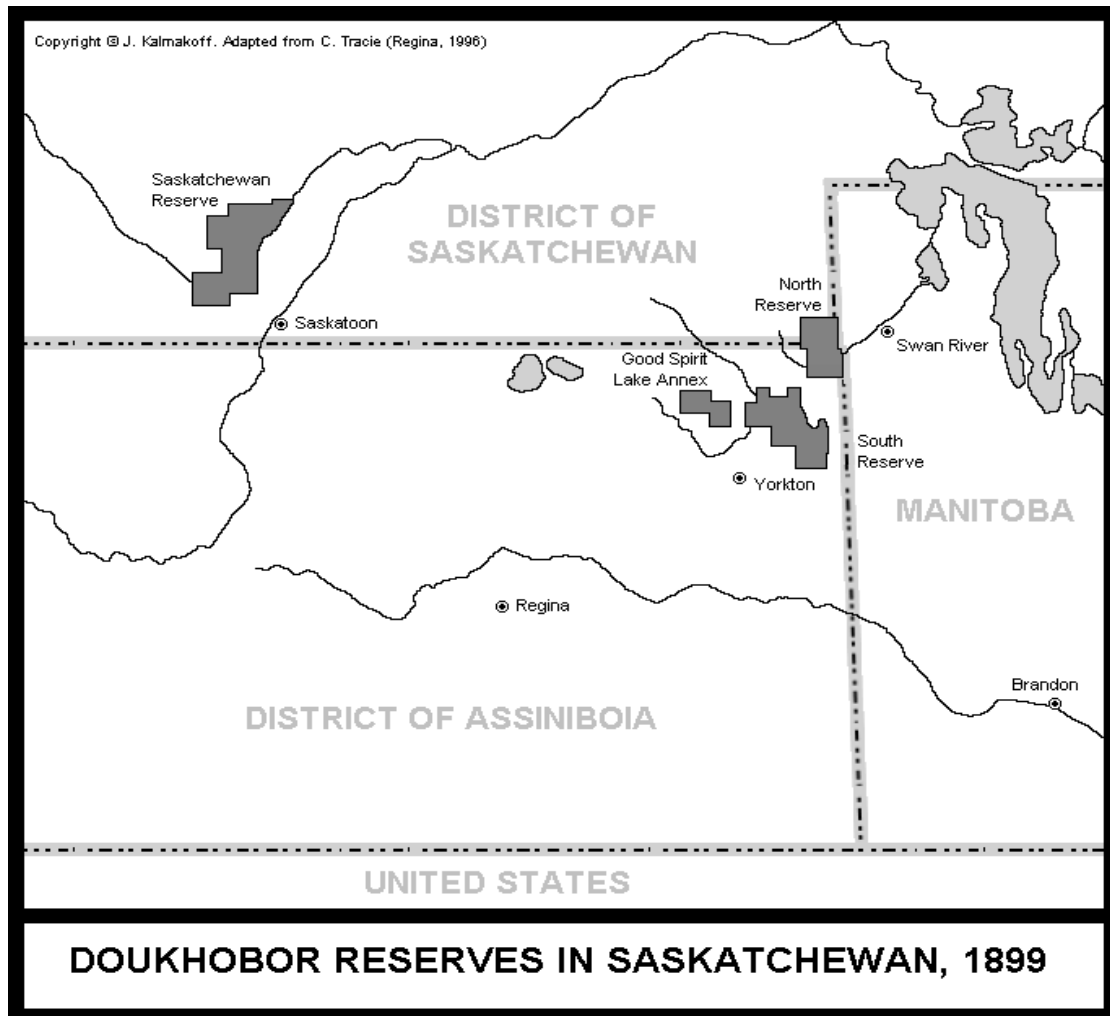 Copyright @ J. Kalmakoff. Adapted from C. Tracie (Regina, 1996)
Saskatchewan
Reserve
DISTRICT OF
SASKATCHEWAN
North
Reserve
Saskatoon
Swan River
Good Spirit
Lake Annex
South
Reserve
Yorkton
MANITOBA
Regina
Brandon
DISTRICT OF ASSINIBOIA
UNITED STATES
DOUKHOBOR RESERVES IN SASKATCHEWAN, 1899